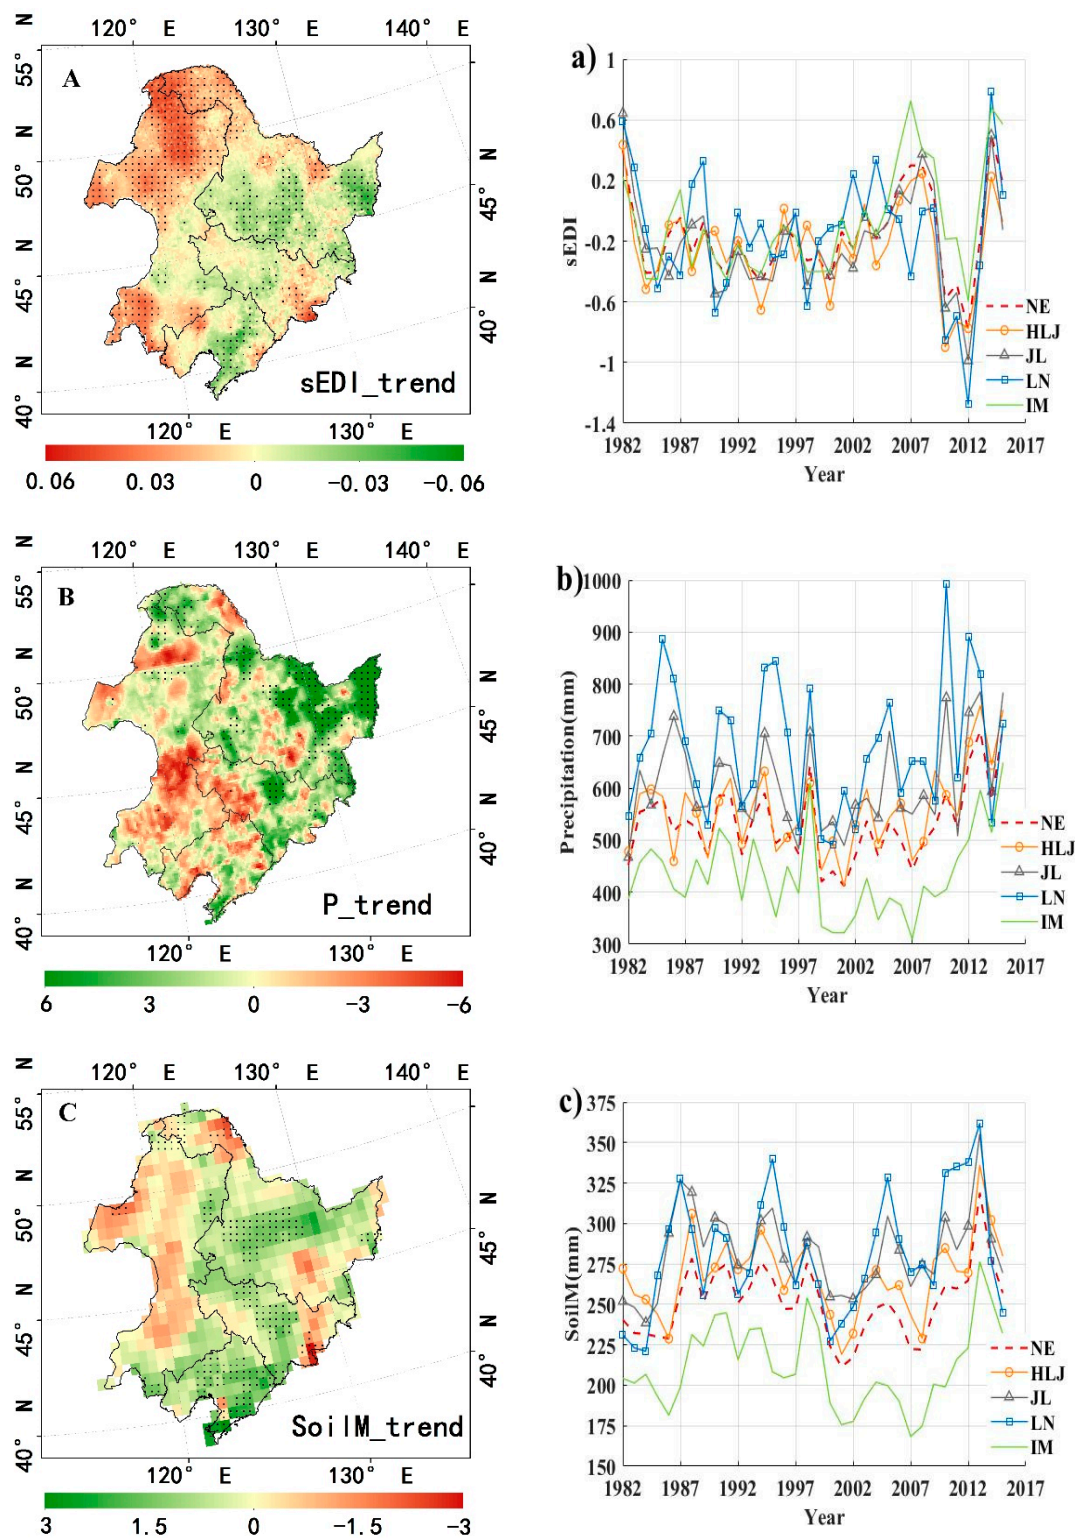 N 120° E 130° E 140° E
A
55°
N
50°
N
45°
N
40°
N
45°
N
40°
sEDI_trend
120° E 130° E
0.06 0.03 0 -0.03 -0.06
a)
1
0.6
0.2
-0.2
-0.6
-1
-1.4
sEDI
NE
HLJ
JL
LN
IM
1982 1987 1992 1997 2002 2007 2012 2017
Year
N 120° E 130° E 140° E
B
55°
N
50°
N
45°
N
40°
N
45°
N
40°
P_trend
120° E 130° E
6 3 0 -3 -6
b)
1000
900
800
700
600
500
400
300
Precipitation(mm)
NE
HLJ
JL
LN
IM
1982 1987 1992 1997 2002 2007 2012 2017
Year
N 120° E 130° E 140° E
C
55°
N
50°
N
45°
N
40°
N
45°
N
40°
SoilM_trend
120° E 130° E
3 1.5 0 -1.5 -3
c)
375
350
325
300
275
250
225
200
175
150
SoilM(mm)
NE
HLJ
JL
LN
IM
1982 1987 1992 1997 2002 2007 2012 2017
Year